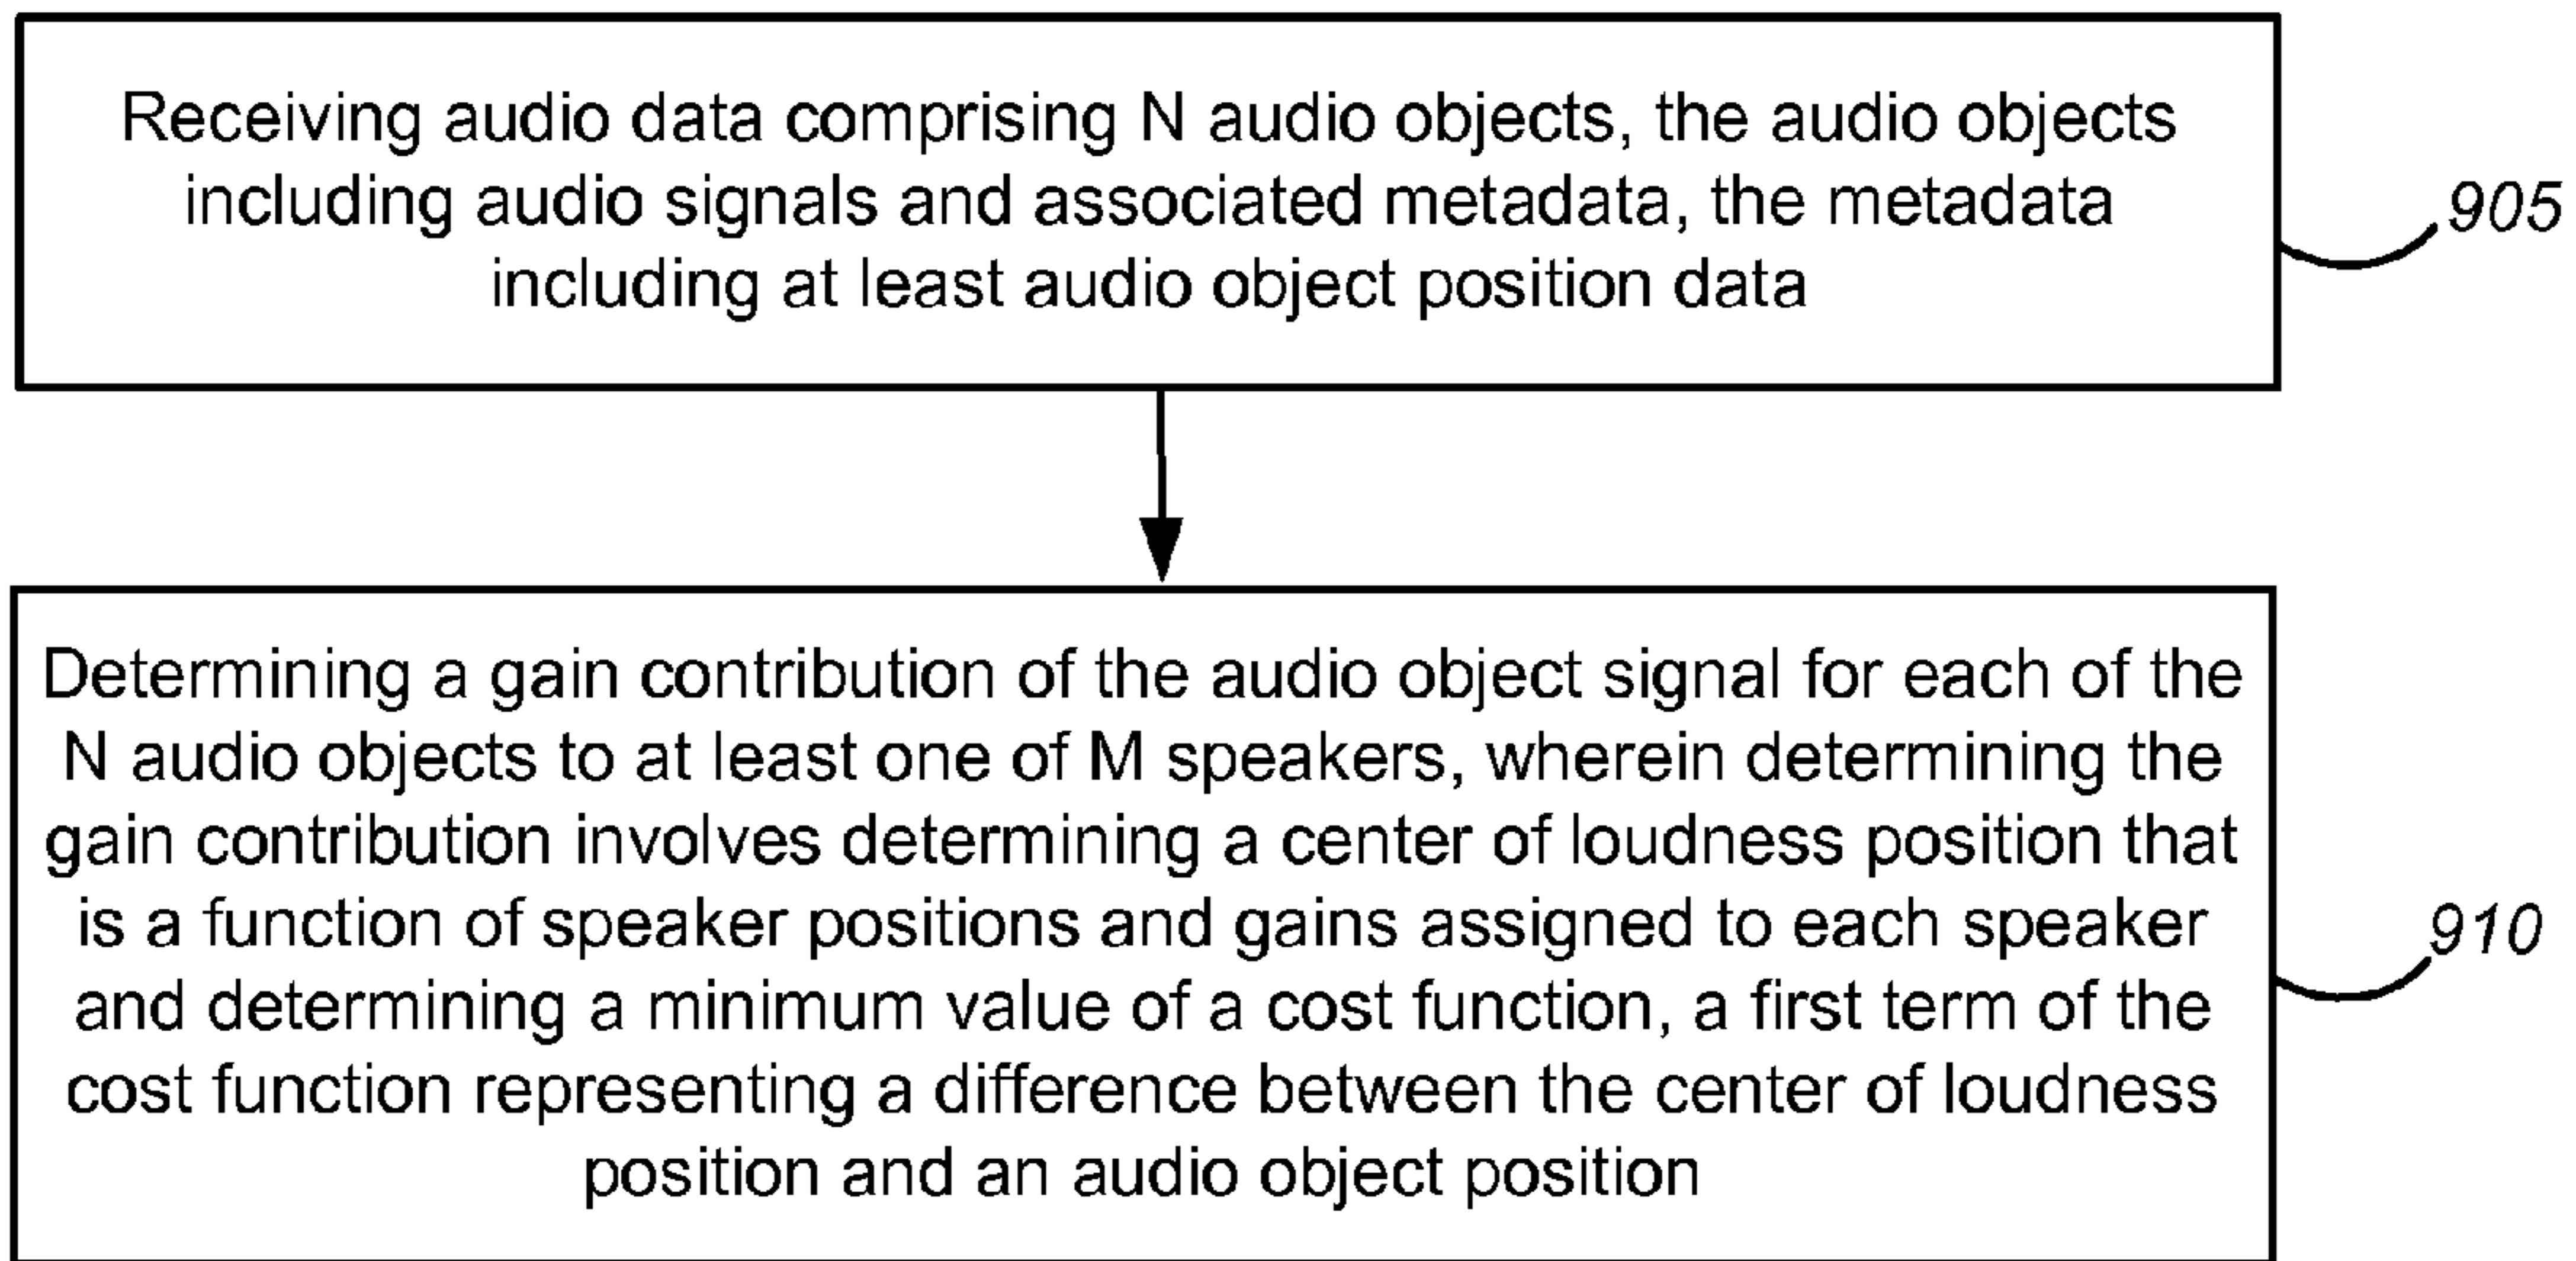 Receiving audio data comprising N audio objects, the audio objects
including audio signals and associated metadata, the metadata
including at least audio object position data
905
Determining a gain contribution of the audio object signal for each of the
N audio objects to at least one of M speakers, wherein determining the
gain contribution involves determining a center of loudness position that
is a function of speaker positions and gains assigned to each speaker
and determining a minimum value of a cost function, a first term of the
cost function representing a difference between the center of loudness
position and an audio object position
910